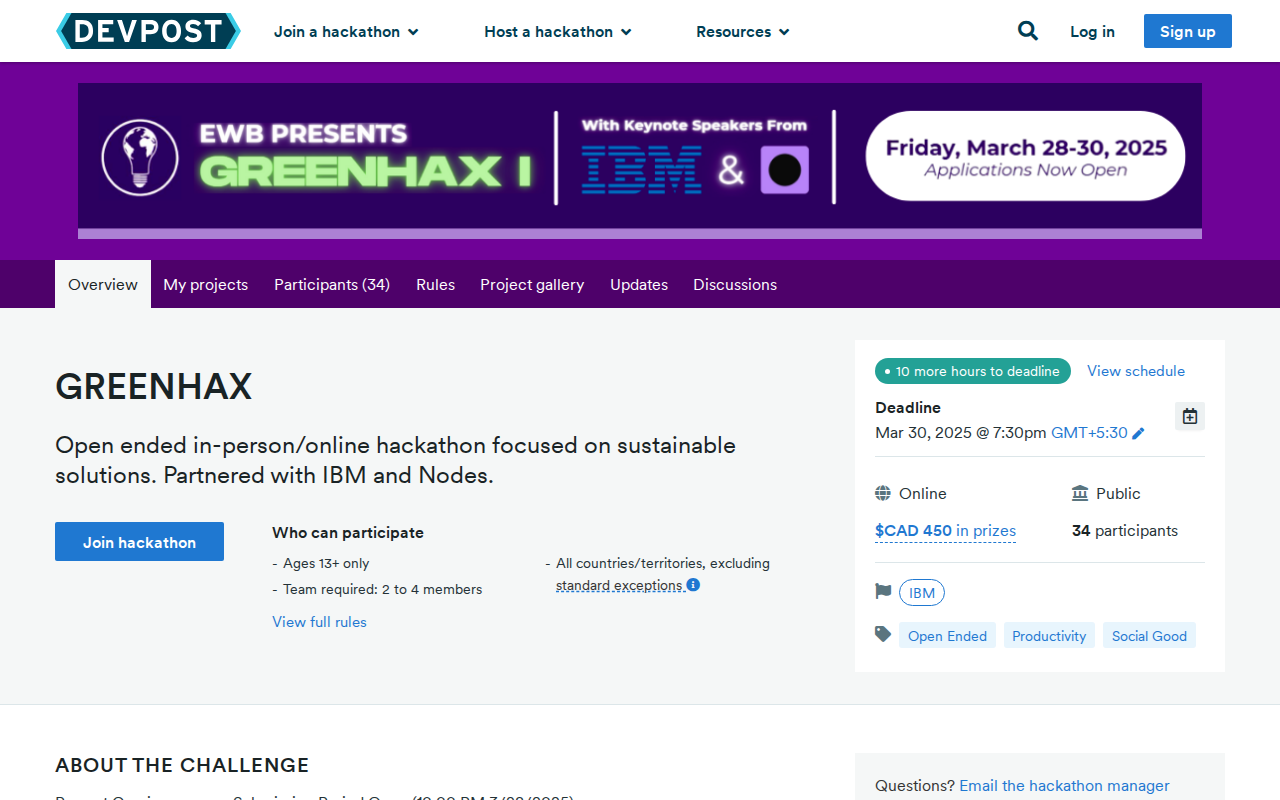 DEVPOST
Join a hackathon
Host a hackathon
Resources
Log in
Sign up
EWB PRESENTS
GREENHAX I
With Keynote Speakers From
IBM &
Friday, March 28-30, 2025
Applications Now Open
Overview
My projects
Participants (34)
Rules
Project gallery
Updates
Discussions
GREENHAX
Open ended in-person/online hackathon focused on sustainable
solutions. Partnered with IBM and Nodes.
Join hackathon
Who can participate
- Ages 13+ only
- Team required: 2 to 4 members
- All countries/territories, excluding
standard exceptions
View full rules
10 more hours to deadline
View schedule
Deadline
Mar 30, 2025 @ 7:30pm GMT+5:30
Online
Public
$CAD 450 in prizes
34 participants
IBM
Open Ended
Productivity
Social Good
ABOUT THE CHALLENGE
Questions? Email the hackathon manager